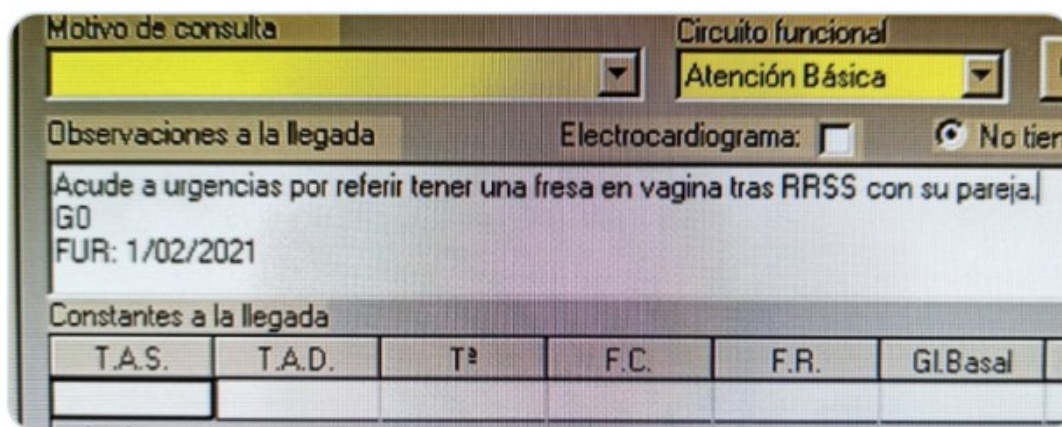 Motivo de consulta
Circuito funcional
Atención Básica
Observaciones a la llegada
Electrocardiograma:
No tien
Acude a urgencias por referir tener una fresa en vagina tras RRSS con su pareja.
G0
FUR: 1/02/2021
Constantes a la llegada
T.A.S. T.A.D. Tª F.C. F.R. Gl.Basal